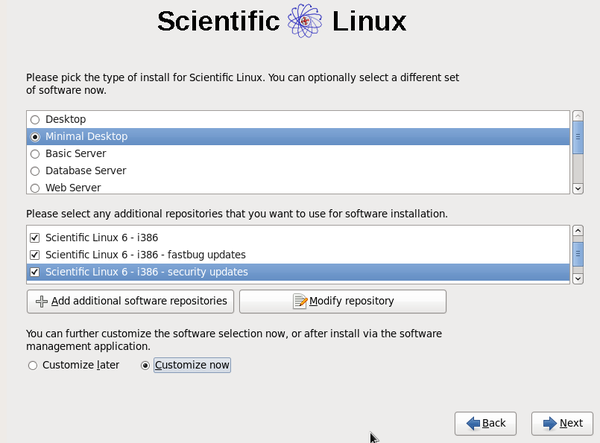 Scientific Linux
Please pick the type of install for Scientific Linux. You can optionally select a different set
of software now.
Desktop
Minimal Desktop
Basic Server
Database Server
Web Server
Please select any additional repositories that you want to use for software installation.
Scientific Linux 6 - i386
Scientific Linux 6 - i386 - fastbug updates
Scientific Linux 6 - i386 - security updates
Add additional software repositories
Modify repository
You can further customize the software selection now, or after install via the software
management application.
Customize later
Customize now
Back
Next